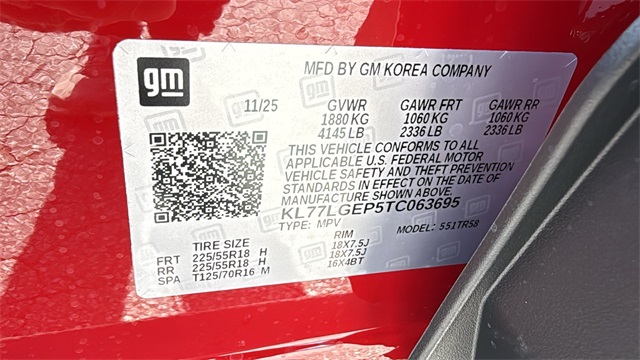 gm
MFD BY GM KOREA COMPANY
11/25 GVWR GAWR FRT GAWR RR
1880 KG 1060 KG 1060 KG
4145 LB 2336 LB 2336 LB
THIS VEHICLE CONFORMS TO ALL
APPLICABLE U.S. FEDERAL MOTOR
VEHICLE SAFETY AND THEFT PREVENTION
STANDARDS IN EFFECT ON THE DATE OF
MANUFACTURE SHOWN ABOVE.
KL77LGEP5TC063695
TYPE: MPV MODEL: 551TR58
TIRE SIZE RIM
FRT 225/55R18 H 18X7.5J
RR 225/55R18 H 18X7.5J
SPA T125/70R16 M 16X4BT